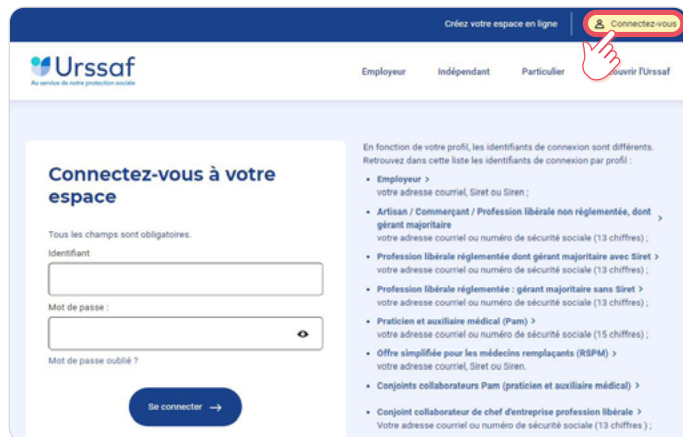 Créez votre espace en ligne
Connectez-vous
Urssaf
Au service de notre protection sociale
Employeur
Indépendant
Particulier
ouvrir l'Urssaf
Connectez-vous à votre
espace
Tous les champs sont obligatoires.
Identifiant
Mot de passe :
Mot de passe oublié ?
Se connecter →
En fonction de votre profil, les identifiants de connexion sont différents.
Retrouvez dans cette liste les identifiants de connexion par profil :
• Employeur >
votre adresse courriel, Siret ou Siren ;
• Artisan / Commerçant / Profession libérale non réglementée, dont
gérant majoritaire >
votre adresse courriel ou numéro de sécurité sociale (13 chiffres) ;
• Profession libérale réglementée dont gérant majoritaire avec Siret >
votre adresse courriel ou numéro de sécurité sociale (13 chiffres) ;
• Profession libérale réglementée : gérant majoritaire sans Siret >
votre adresse courriel ou numéro de sécurité sociale (13 chiffres) ;
• Praticien et auxiliaire médical (Pam) >
votre adresse courriel ou numéro de sécurité sociale (15 chiffres) ;
• Offre simplifiée pour les médecins remplaçants (RSPM) >
votre adresse courriel, Siret ou Siren.
• Conjoints collaborateurs Pam (praticien et auxiliaire médical) >
• Conjoint collaborateur de chef d'entreprise profession libérale >
Votre adresse courriel ou numéro de sécurité sociale (13 chiffres ) ;